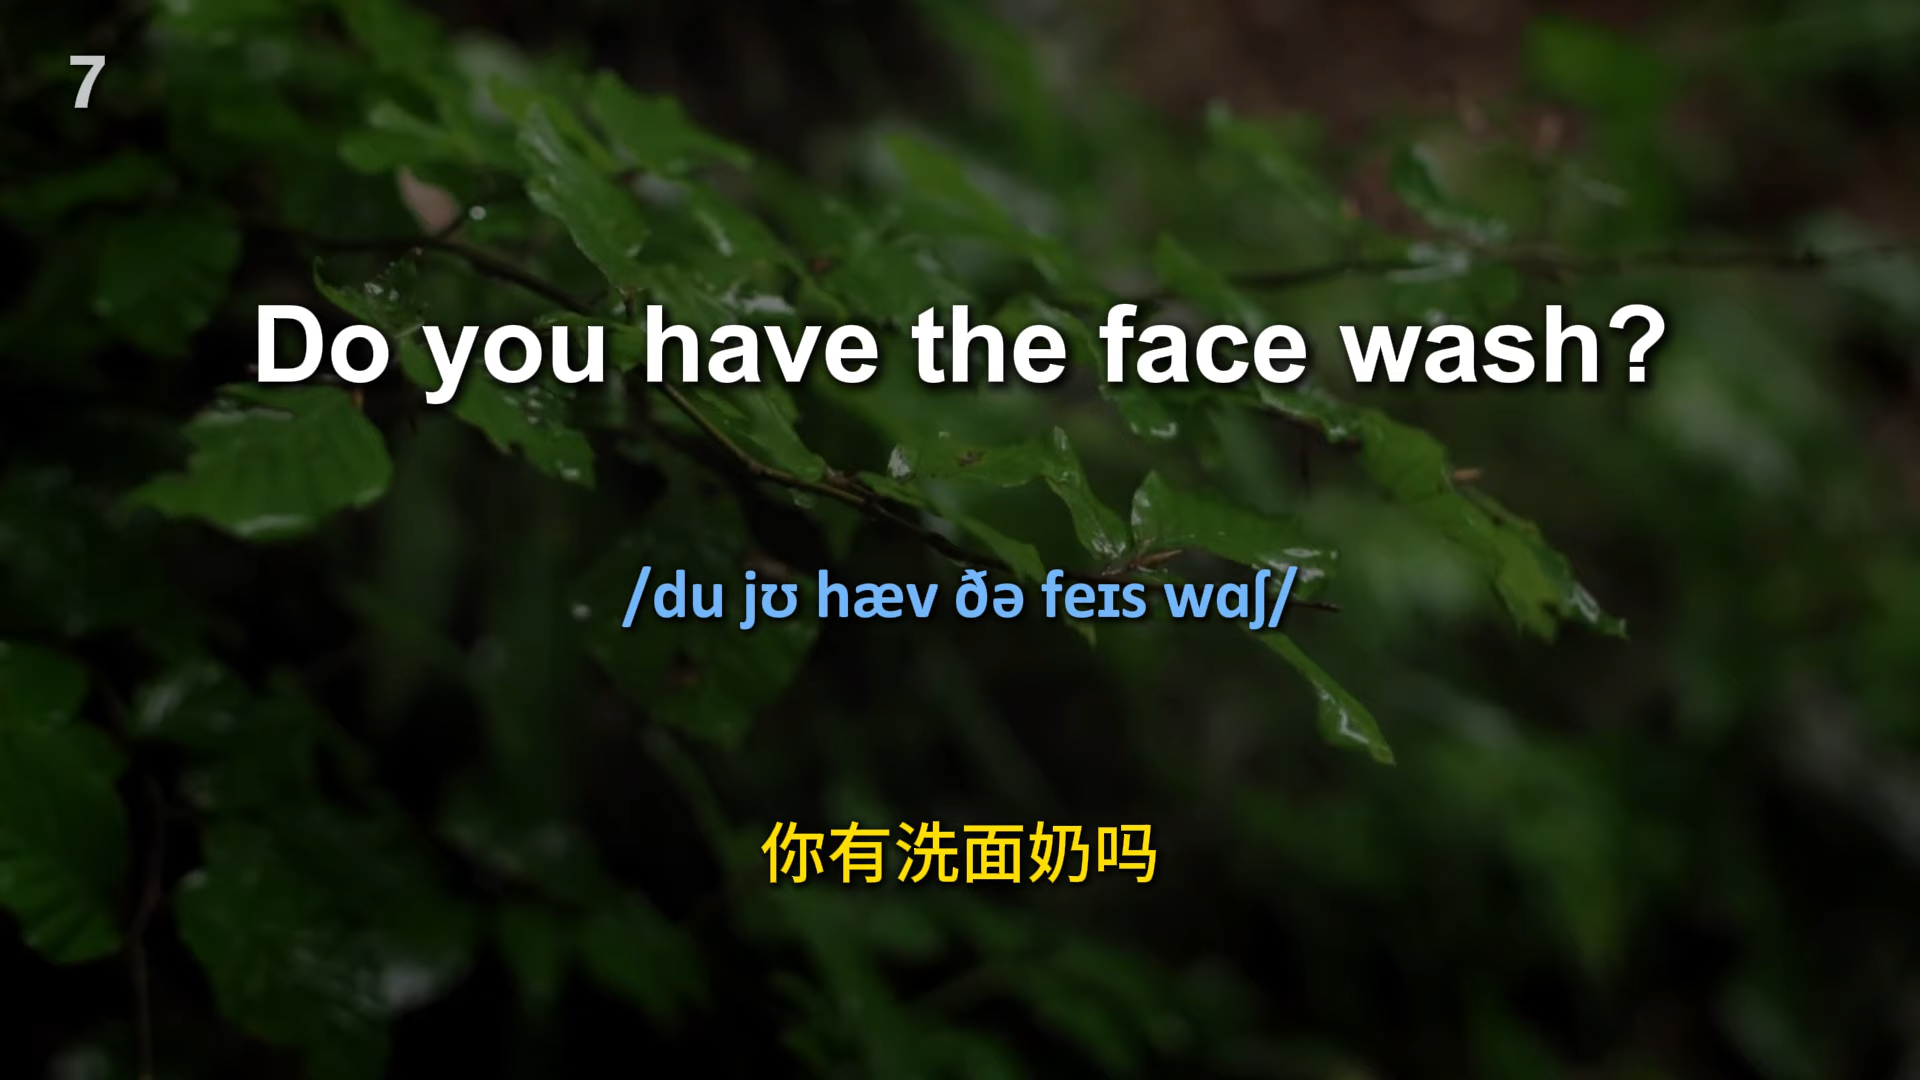 7
Do you have the face wash?
/du jʊ hæv ðə feɪs wɑʃ/
你有洗面奶吗